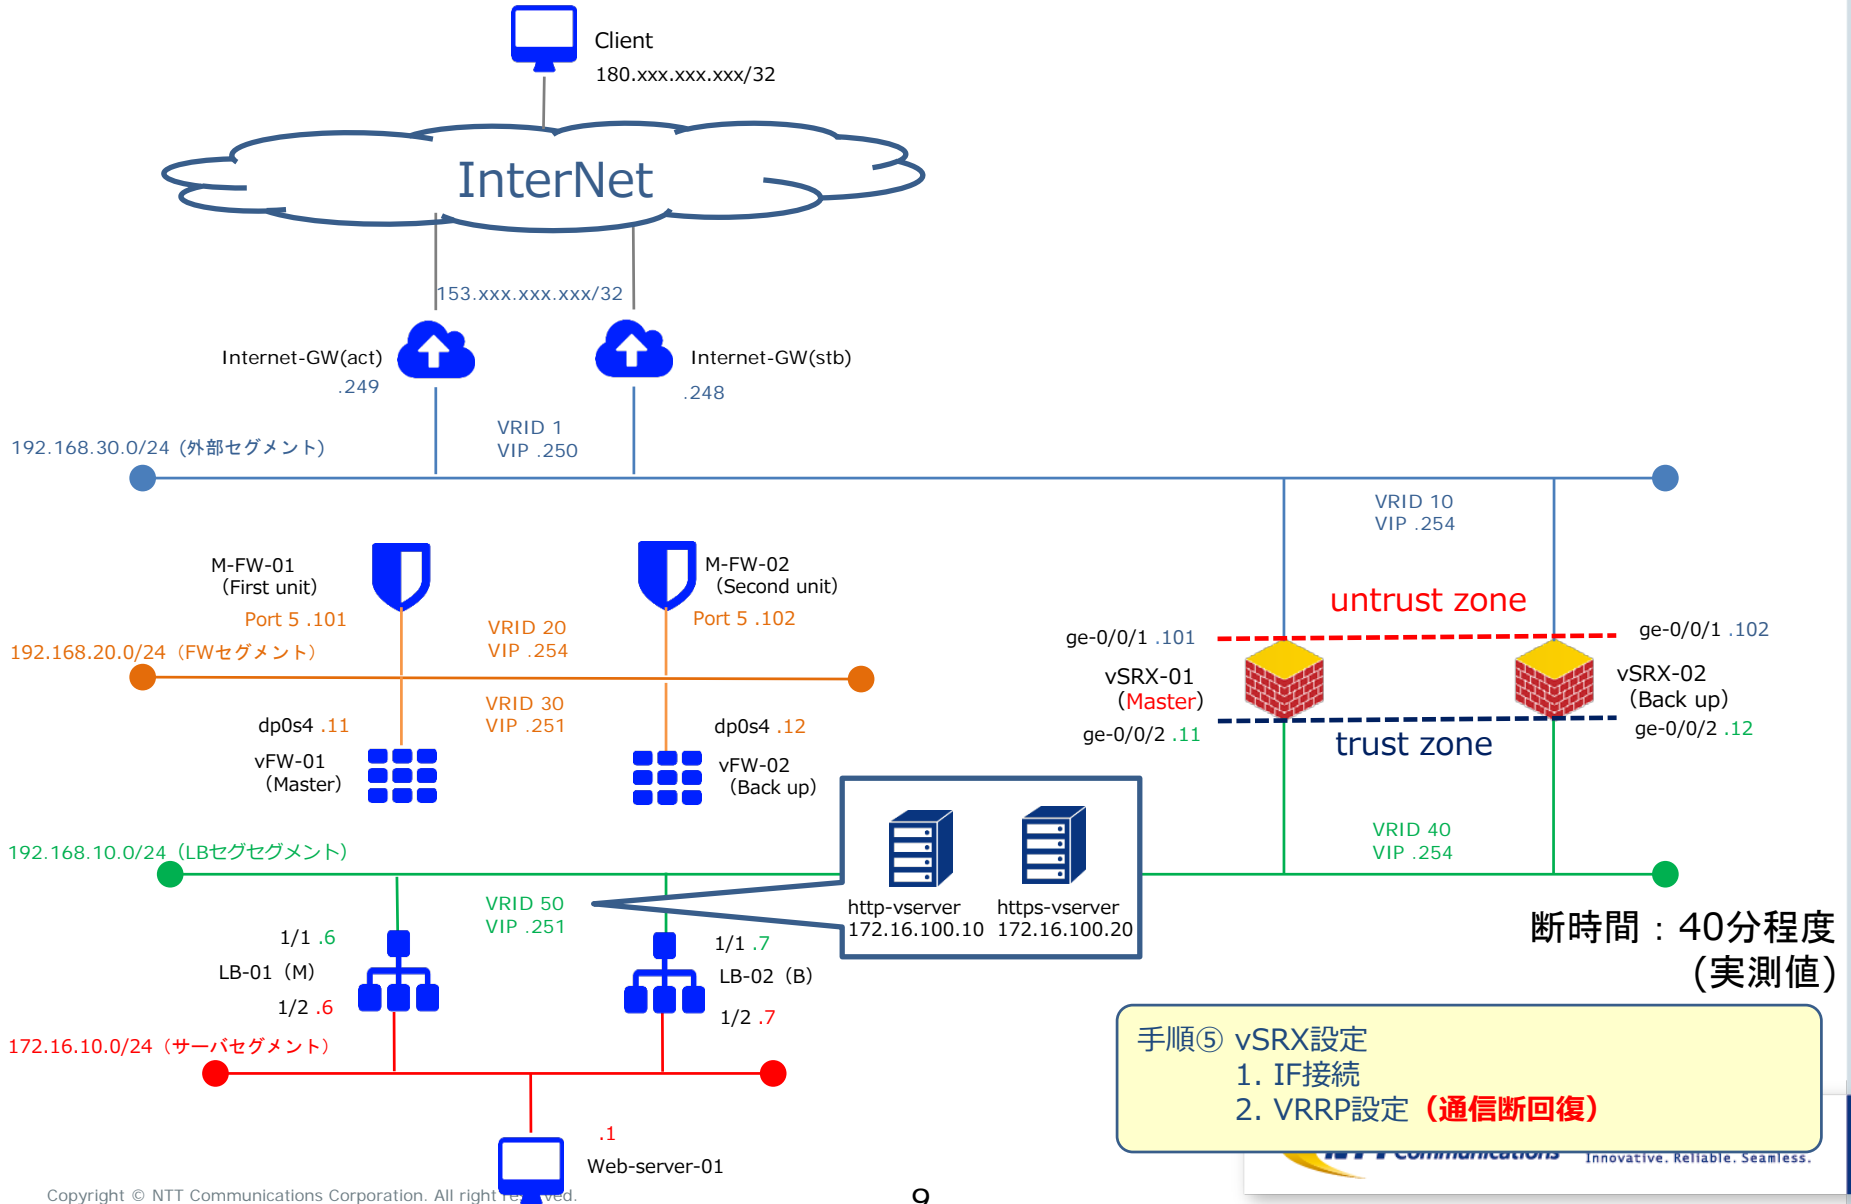 Client
180.xxx.xxx.xxx/32
InterNet
153.xxx.xxx.xxx/32
Internet-GW(act)
.249
Internet-GW(stb)
.248
VRID 1
VIP .250
192.168.30.0/24 (外部セグメント)
VRID 10
VIP .254
M-FW-01
(First unit)
Port 5 .101
M-FW-02
(Second unit)
Port 5 .102
VRID 20
VIP .254
192.168.20.0/24 (FWセグメント)
VRID 30
VIP .251
dp0s4 .11
vFW-01
(Master)
dp0s4 .12
vFW-02
(Back up)
untrust zone
ge-0/0/1 .101
ge-0/0/1 .102
vSRX-01
(Master)
vSRX-02
(Back up)
ge-0/0/2 .11
ge-0/0/2 .12
trust zone
192.168.10.0/24 (LBセグセグメント)
VRID 40
VIP .254
VRID 50
VIP .251
http-vserver
172.16.100.10
https-vserver
172.16.100.20
1/1 .6
LB-01 (M)
1/2 .6
1/1 .7
LB-02 (B)
1/2 .7
172.16.10.0/24 (サーバセグメント)
.1
Web-server-01
断時間：40分程度
(実測値)
手順⑤ vSRX設定
1. IF接続
2. VRRP設定（通信断回復）
NTT Communications
Innovative. Reliable. Seamless.
Copyright © NTT Communications Corporation. All right reserved.
9